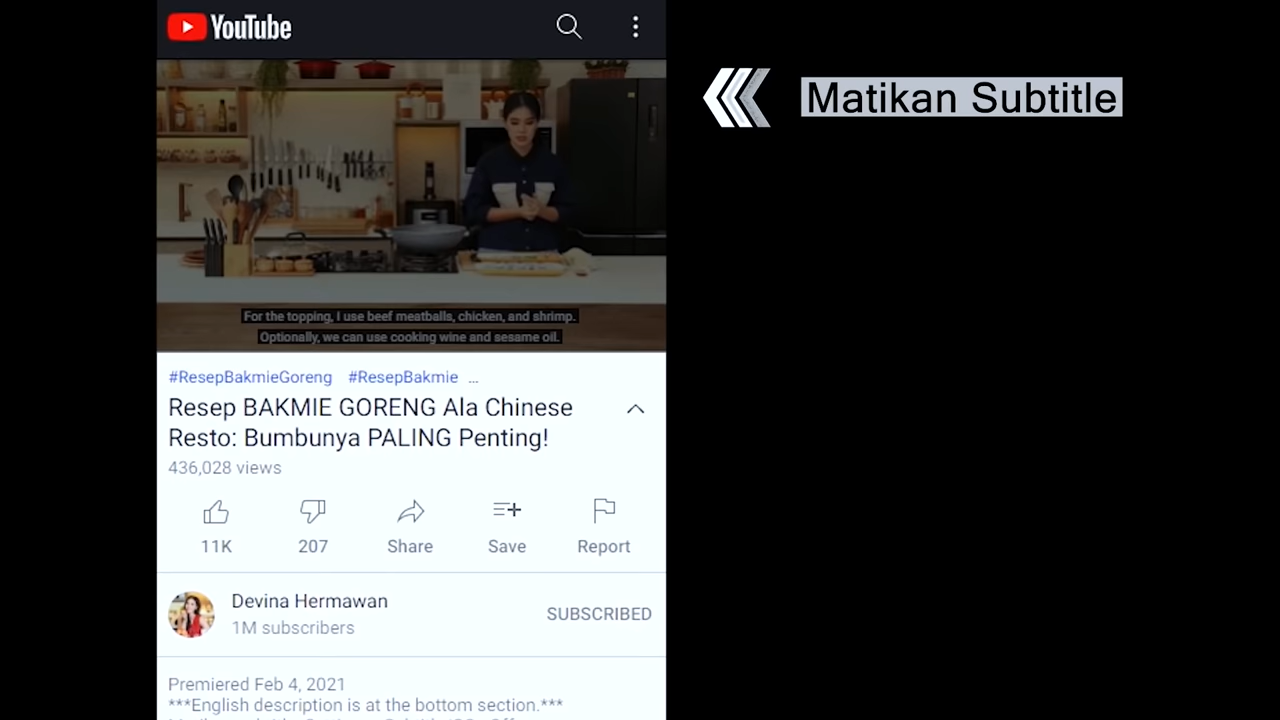 YouTube
Matikan Subtitle
For the topping, I use beef meatballs, chicken, and shrimp.
Optionally, we can use cooking wine and sesame oil.
#ResepBakmieGoreng #ResepBakmie ...
Resep BAKMIE GORENG Ala Chinese
Resto: Bumbunya PALING Penting!
436,028 views
11K 207 Share Save Report
Devina Hermawan
1M subscribers
SUBSCRIBED
Premiered Feb 4, 2021
***English description is at the bottom section.***